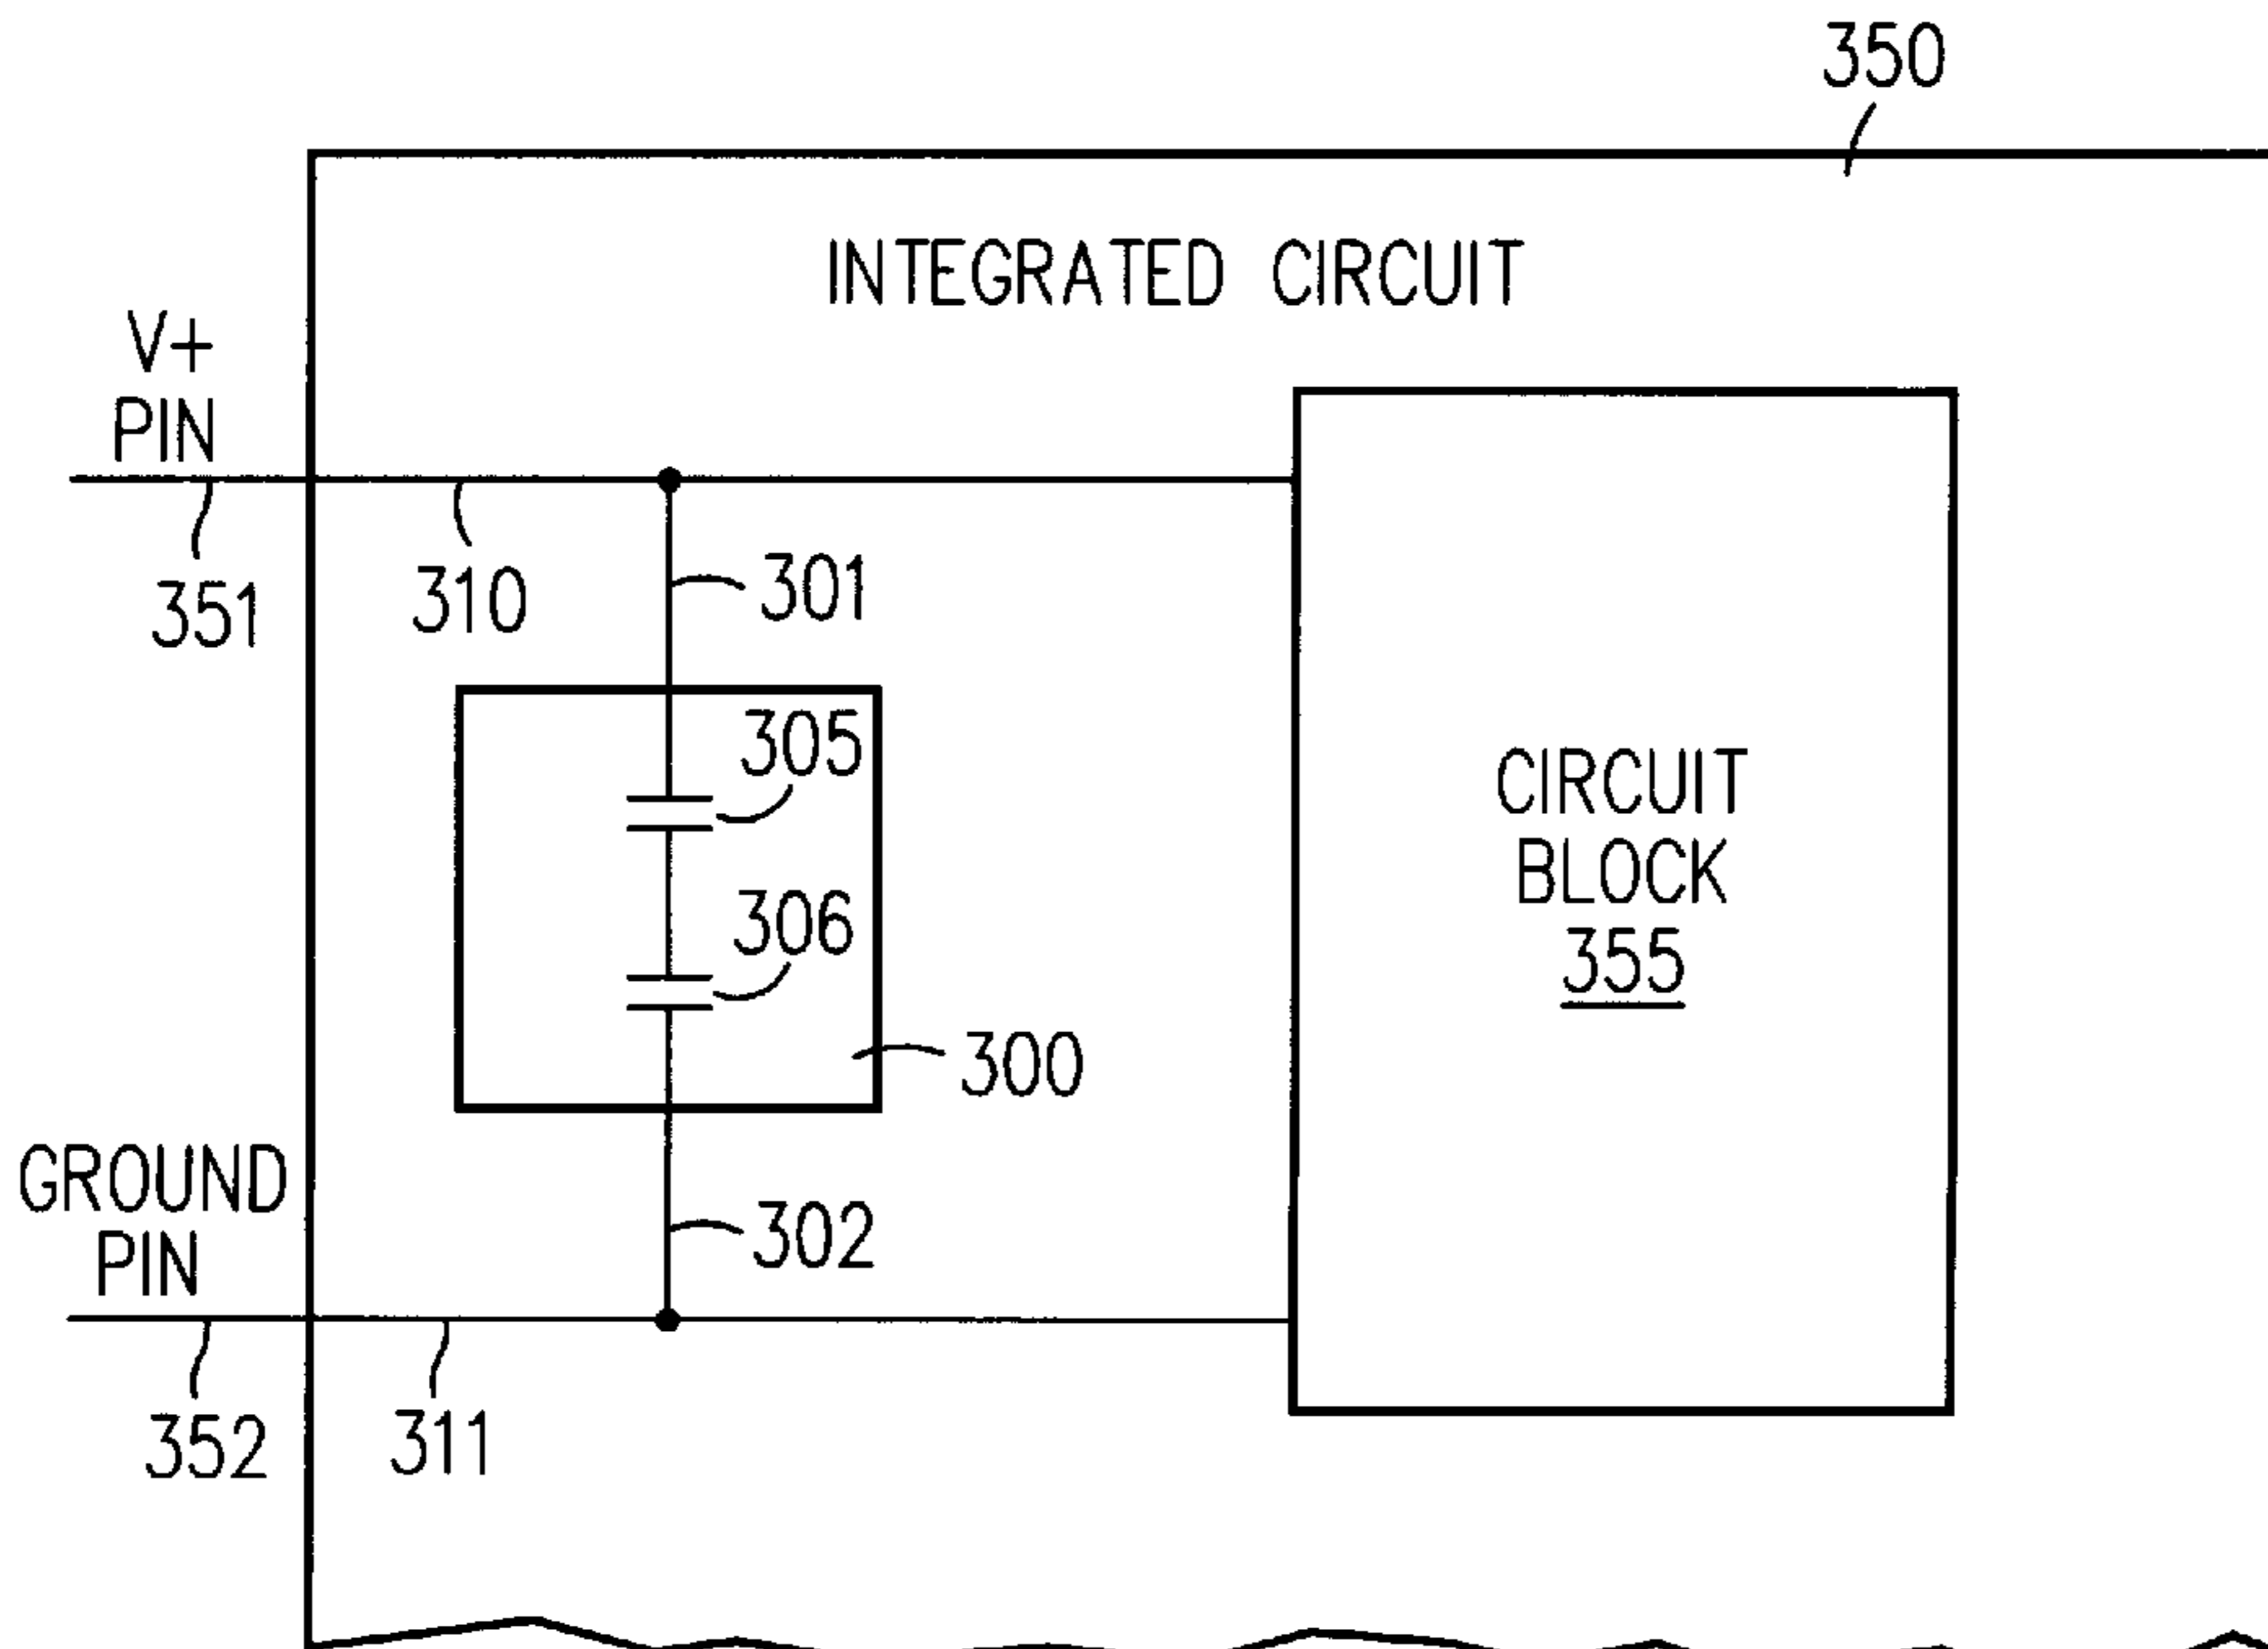 350
INTEGRATED CIRCUIT
V+
PIN
351
310
301
305
306
300
CIRCUIT
BLOCK
355
GROUND
PIN
302
352
311